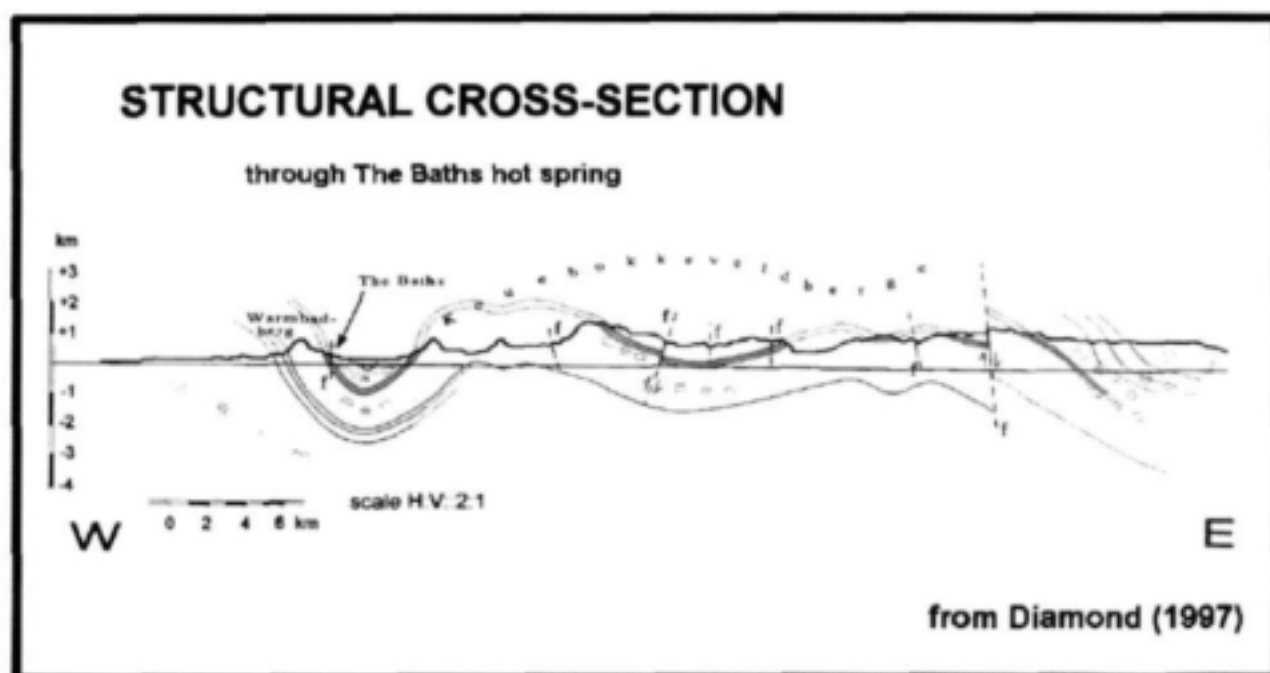 STRUCTURAL CROSS-SECTION
through The Baths hot spring
km
+3
+2
+1
0
-1
-2
-3
-4
The Baths
Warmbad-
berg
K o u e b o k k e v e l d b e r g e
f
f
f
f
f
f
f
f
f
0 2 4 6 km
scale H:V::2:1
W
E
from Diamond (1997)